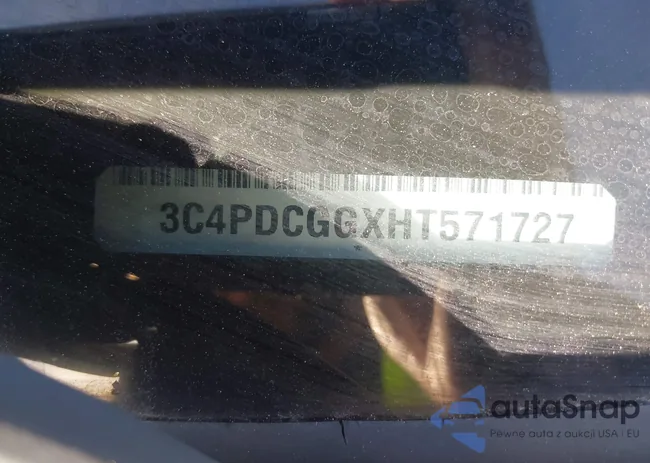 3C4PDCGGXHT571727
autaSnap
Pewne auta z aukcji USA i EU